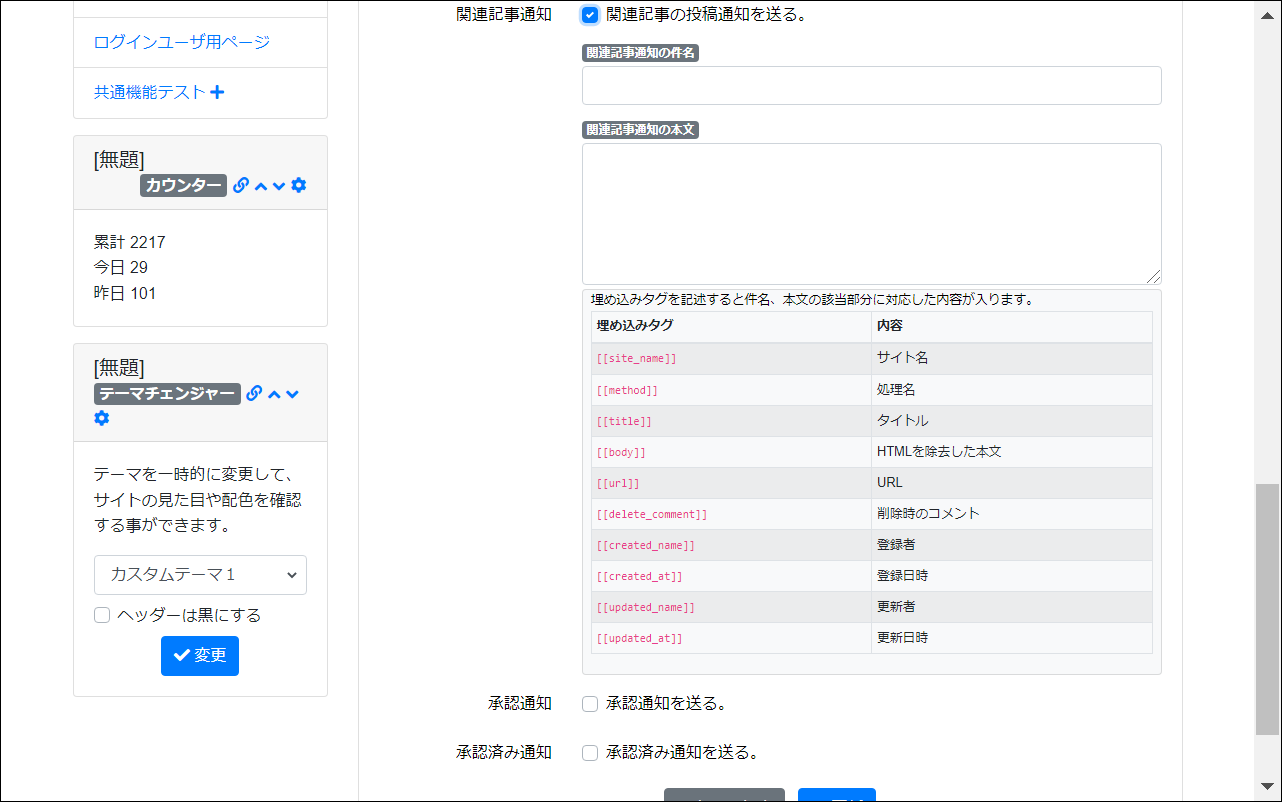 ログインユーザ用ページ
共通機能テスト
[無題]
カウンター
累計 2217
今日 29
昨日 101
[無題]
テーマチェンジャー
テーマを一時的に変更して、
サイトの見た目や配色を確認
する事ができます。
カスタムテーマ1
ヘッダーは黒にする
変更
関連記事通知 関連記事の投稿通知を送る。
関連記事通知の件名
関連記事通知の本文
埋め込みタグを記述すると件名、本文の該当部分に対応した内容が入ります。
埋め込みタグ 内容
[[site_name]] サイト名
[[method]] 処理名
[[title]] タイトル
[[body]] HTMLを除去した本文
[[url]] URL
[[delete_comment]] 削除時のコメント
[[created_name]] 登録者
[[created_at]] 登録日時
[[updated_name]] 更新者
[[updated_at]] 更新日時
承認通知 承認通知を送る。
承認済み通知 承認済み通知を送る。